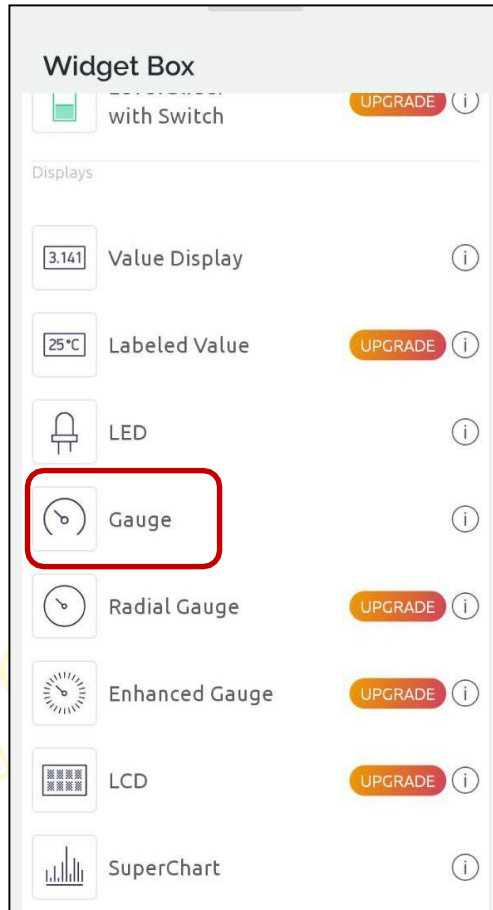 Widget Box
with Switch UPGRADE i
Displays
3.141 Value Display i
25°C Labeled Value UPGRADE i
LED i
Gauge i
Radial Gauge UPGRADE i
Enhanced Gauge UPGRADE i
LCD UPGRADE i
SuperChart i